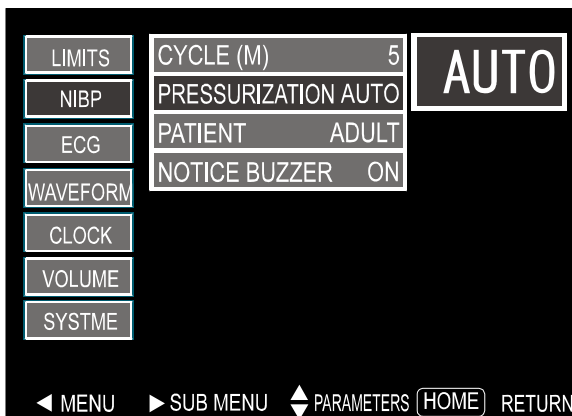 LIMITS
NIBP
ECG
WAVEFORM
CLOCK
VOLUME
SYSTME
CYCLE (M) 5
PRESSURIZATION AUTO
PATIENT ADULT
NOTICE BUZZER ON
AUTO
◀ MENU ▶ SUB MENU ◆ PARAMETERS HOME RETURN